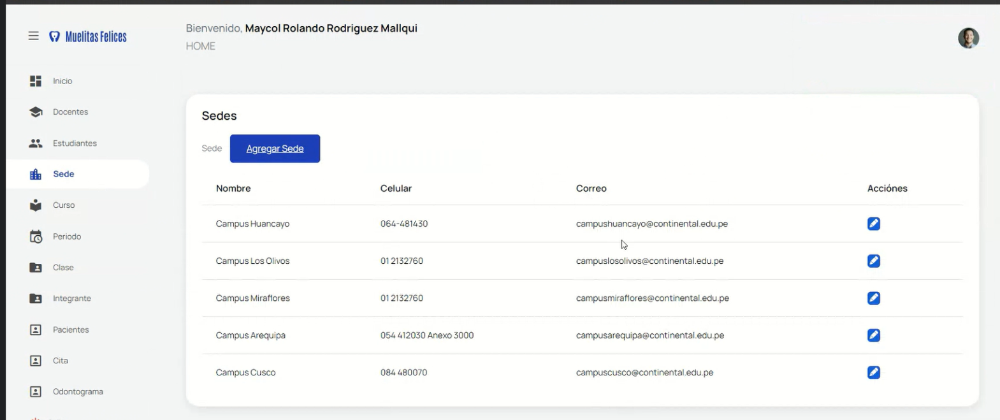 Muelitas Felices
Bienvenido, Maycol Rolando Rodriguez Mallqui
HOME
Inicio
Docentes
Estudiantes
Sede
Curso
Periodo
Clase
Integrante
Pacientes
Cita
Odontograma
Sedes
Sede Agregar Sede
Nombre Celular Correo Acciónes
Campus Huancayo 064-481430 campushuancayo@continental.edu.pe
Campus Los Olivos 01 2132760 campuslosolivos@continental.edu.pe
Campus Miraflores 01 2132760 campusmiraflores@continental.edu.pe
Campus Arequipa 054 412030 Anexo 3000 campusarequipa@continental.edu.pe
Campus Cusco 084 480070 campuscusco@continental.edu.pe